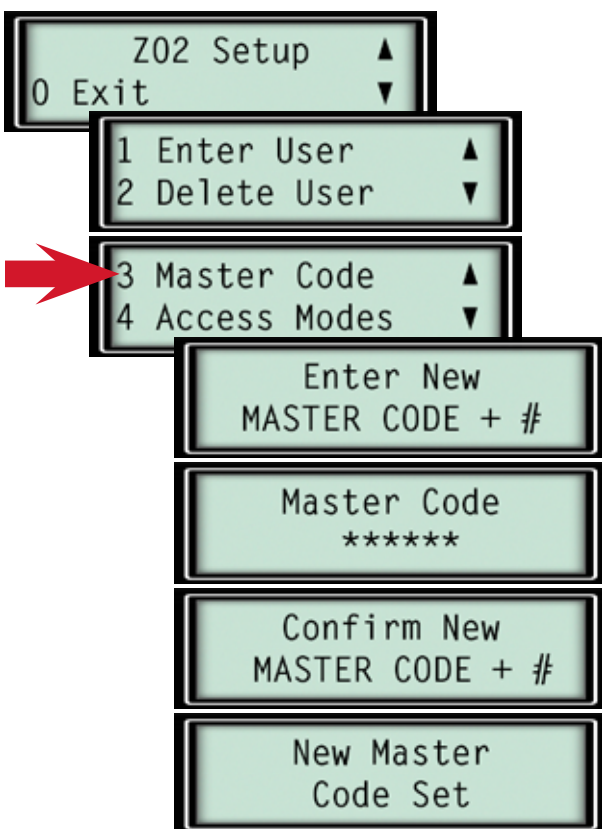 Z02 Setup ▲
0 Exit ▼
1 Enter User ▲
2 Delete User ▼
3 Master Code ▲
4 Access Modes ▼
Enter New
MASTER CODE + #
Master Code
******
Confirm New
MASTER CODE + #
New Master
Code Set